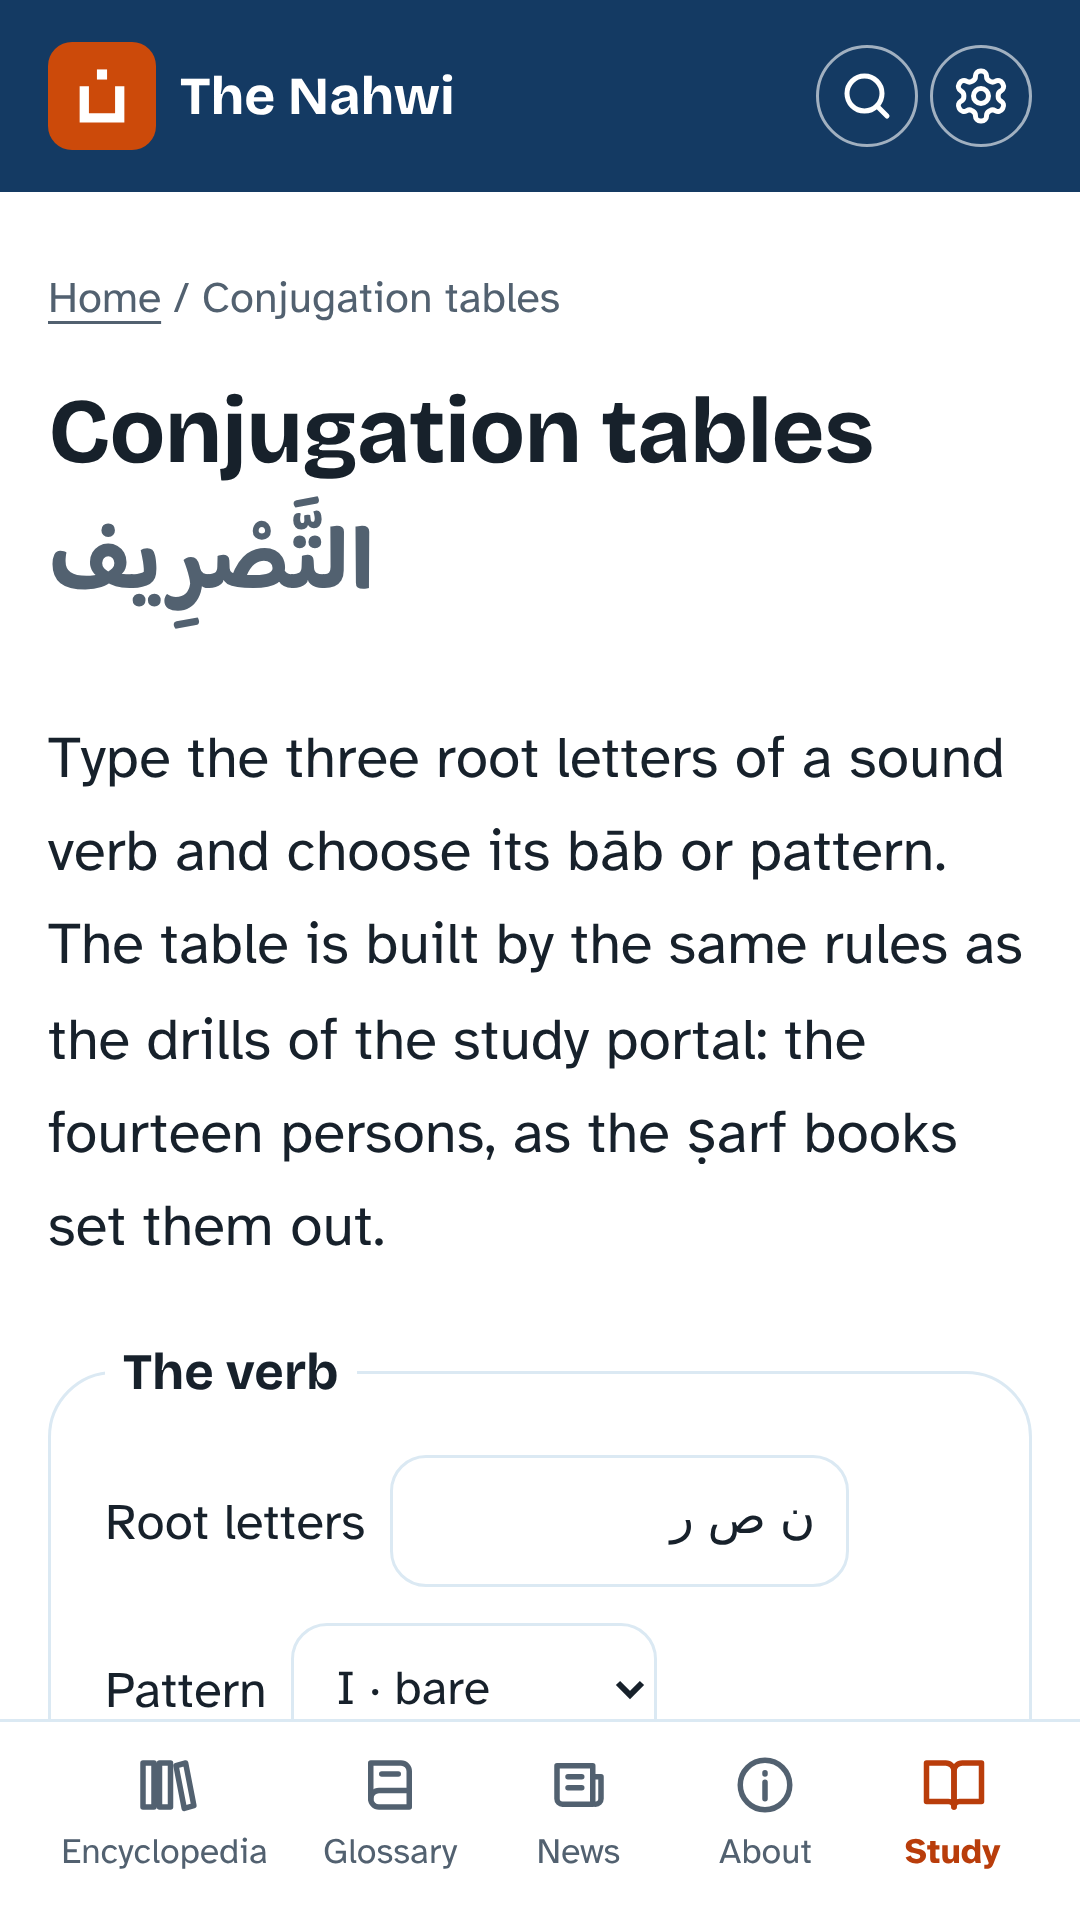 ن
The Nahwi
Home / Conjugation tables
Conjugation tables
التَّصْرِيف
Type the three root letters of a sound
verb and choose its bāb or pattern.
The table is built by the same rules as
the drills of the study portal: the
fourteen persons, as the ṣarf books
set them out.
The verb
Root letters ن ص ر
Pattern I · bare
Encyclopedia Glossary News About Study